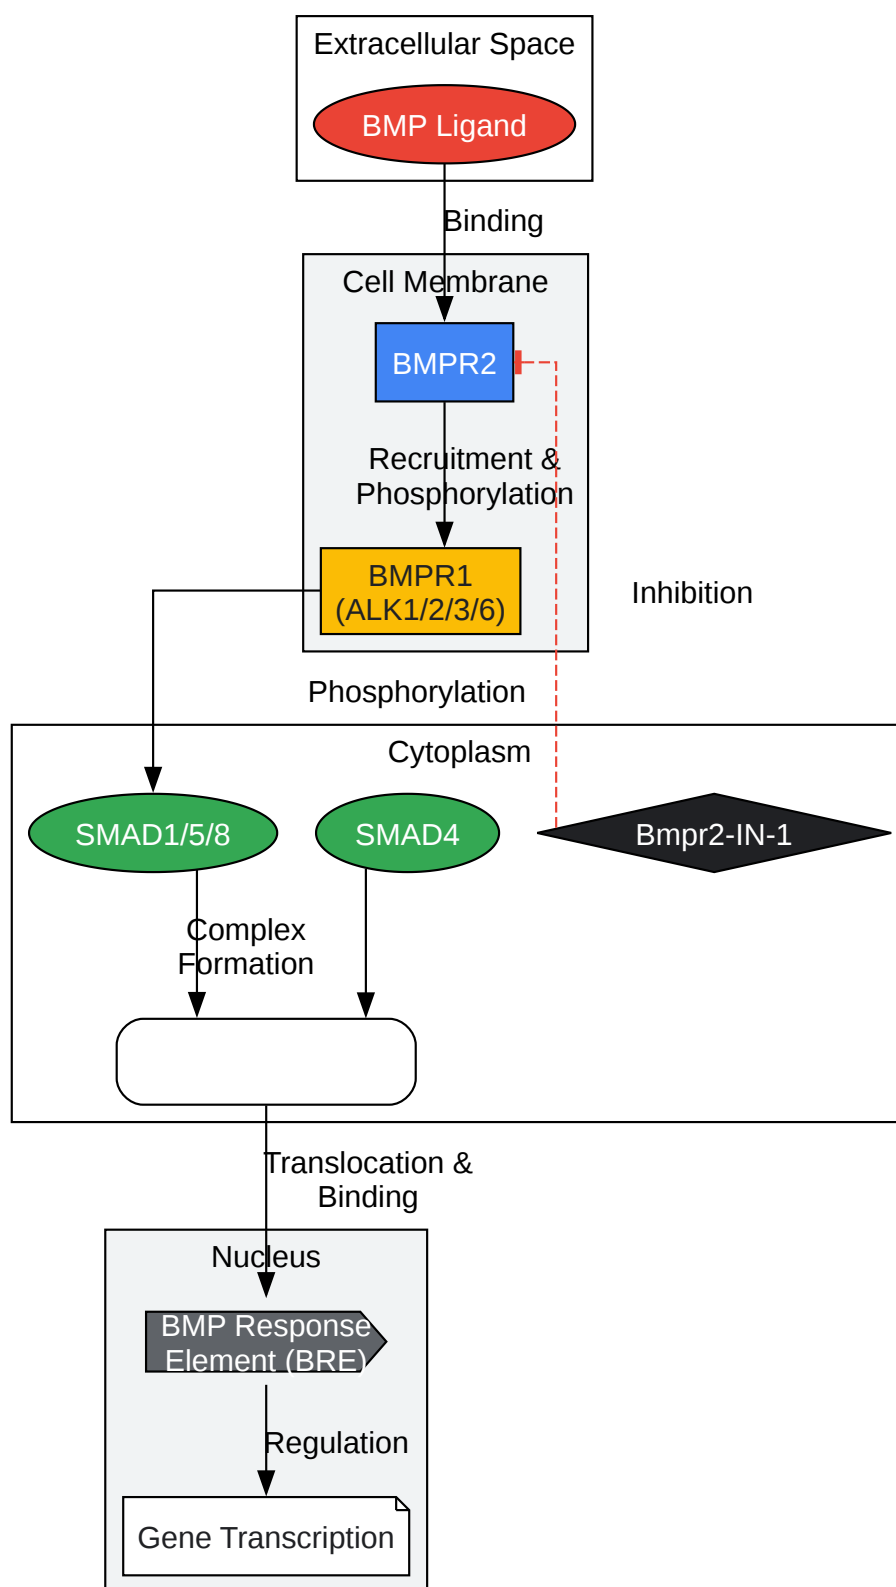 Extracellular Space
BMP Ligand
Binding
Cell Membrane
BMPR2
Recruitment &
Phosphorylation
BMPR1
(ALK1/2/3/6)
Inhibition
Phosphorylation
Cytoplasm
SMAD1/5/8
SMAD4
Bmpr2-IN-1
Complex
Formation
Translocation &
Binding
Nucleus
BMP Response
Element (BRE)
Regulation
Gene Transcription